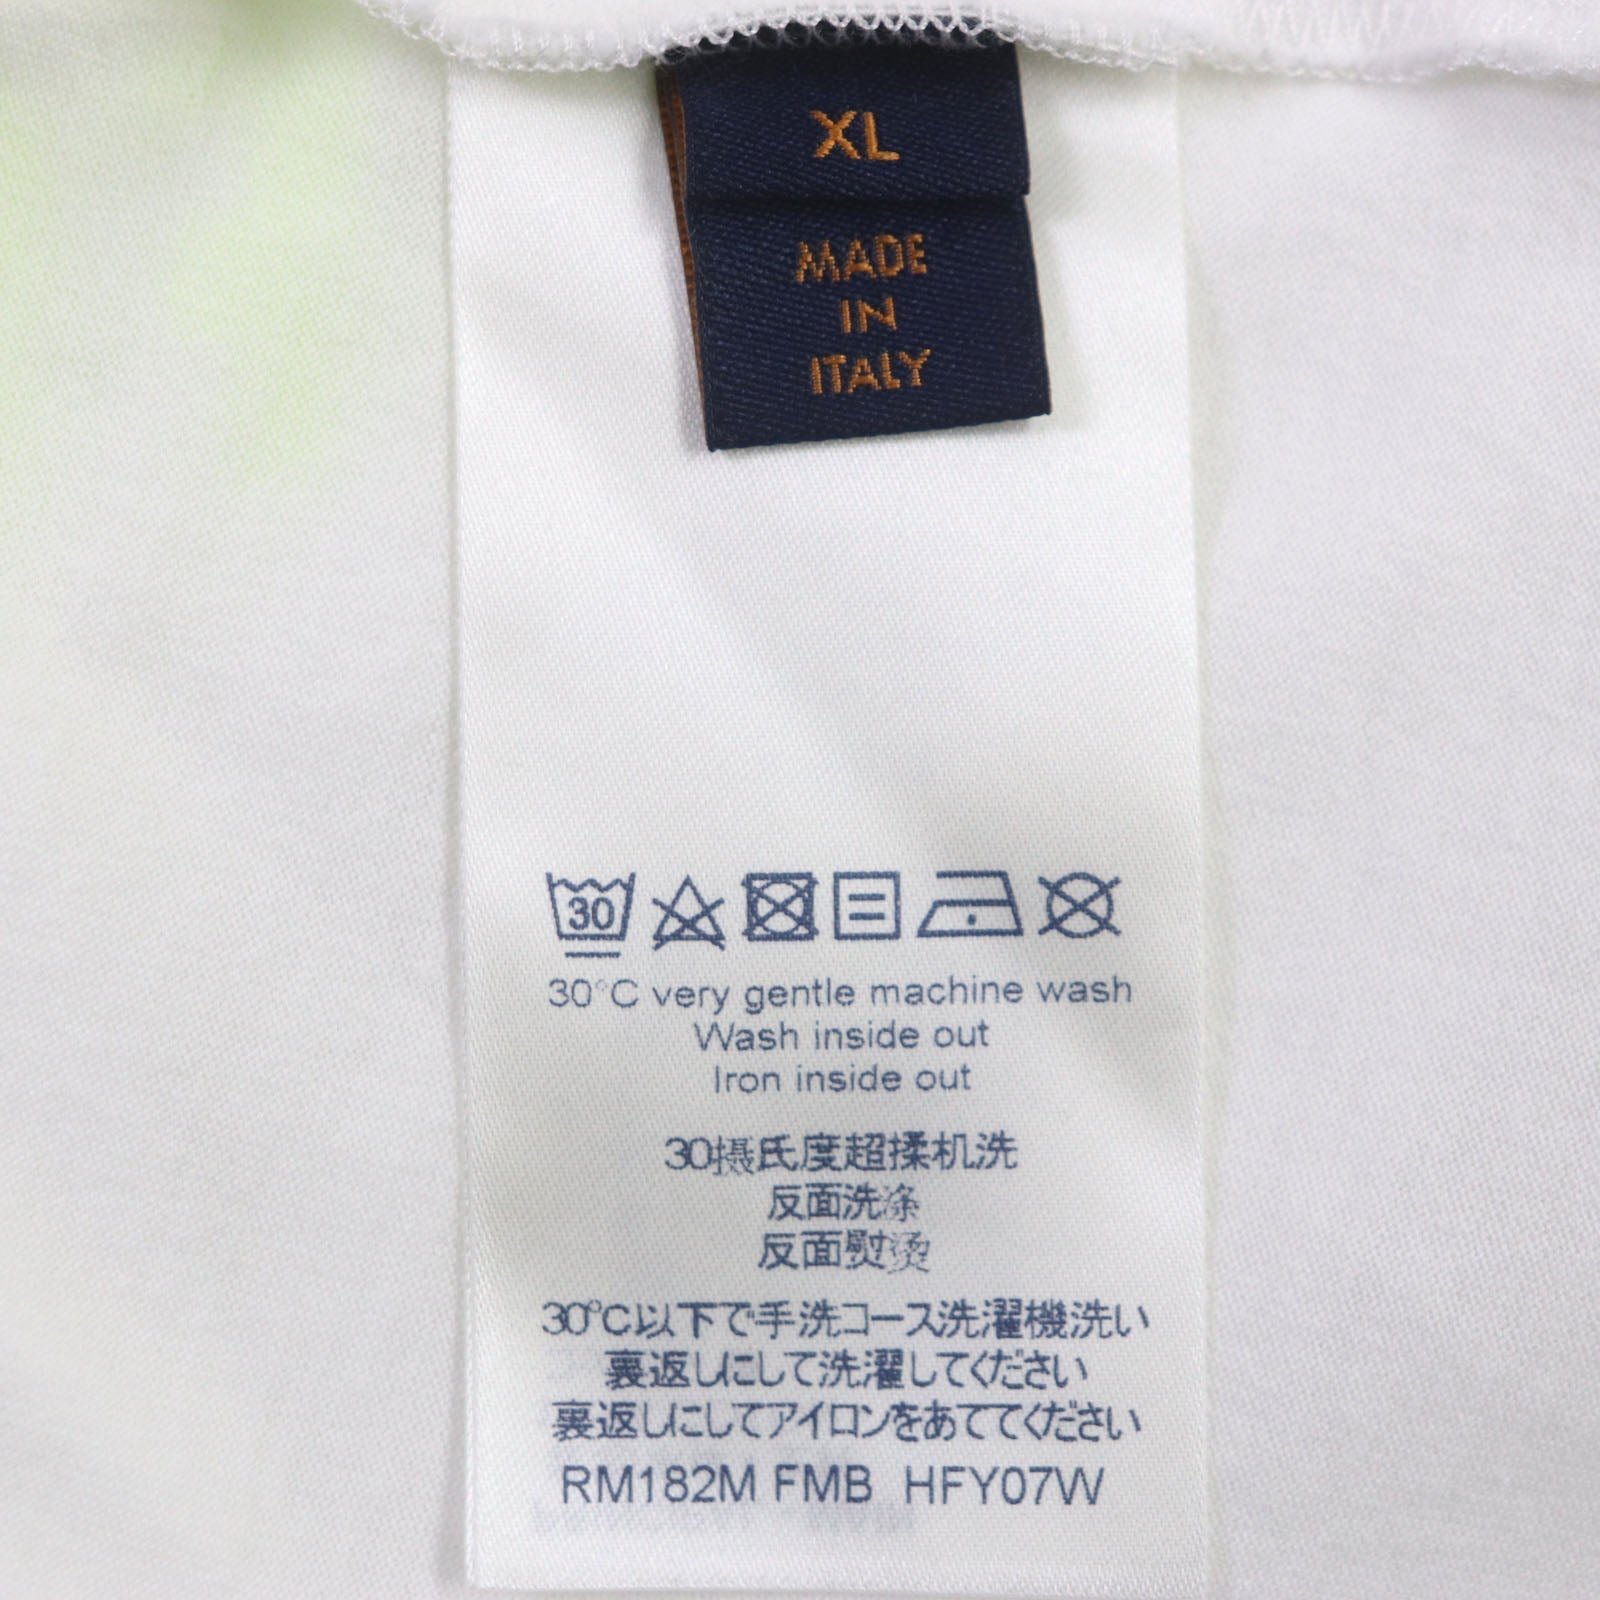 XL
MADE
IN
ITALY
30
30°C very gentle machine wash
Wash inside out
Iron inside out
30摄氏度超揉机洗
反面洗涤
反面熨烫
30℃以下で手洗コース洗濯機洗い
裏返しにして洗濯してください
裏返しにしてアイロンをあててください
RM182M FMB HFY07W